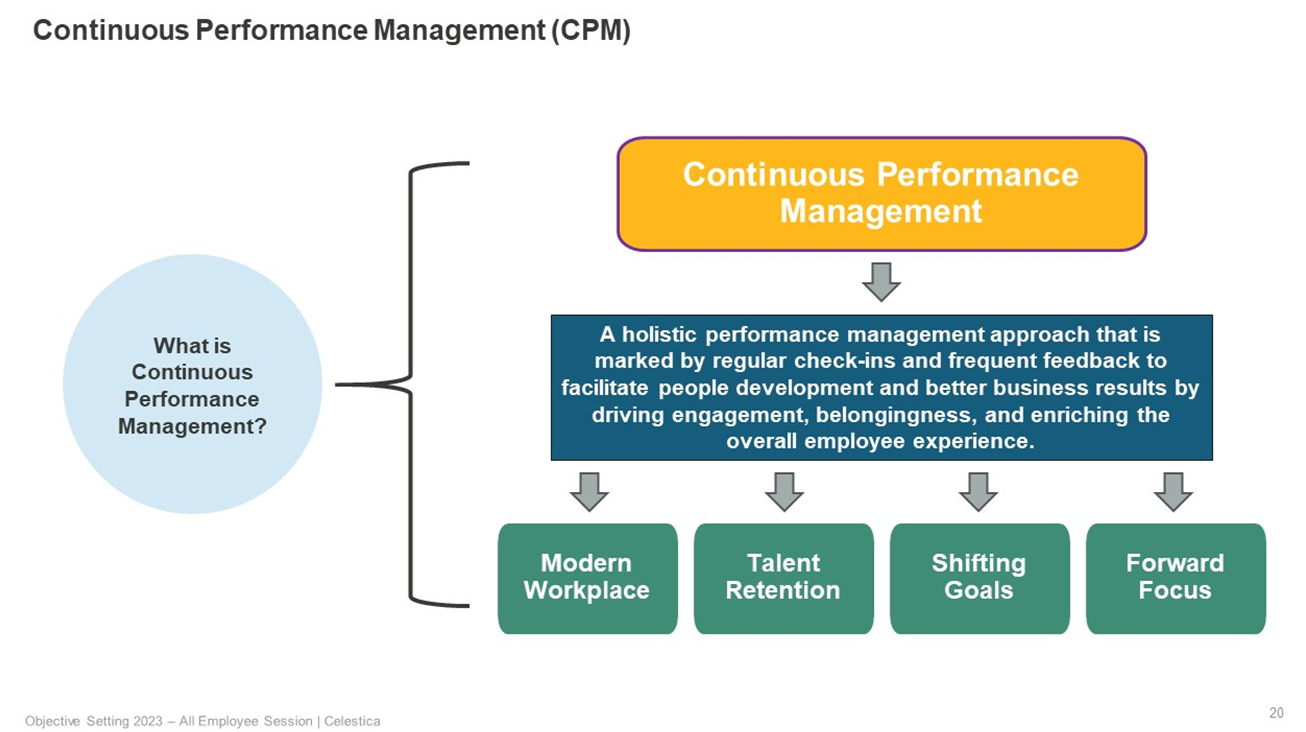 Continuous Performance Management (CPM)
What is
Continuous
Performance
Management?
Continuous Performance
Management
A holistic performance management approach that is
marked by regular check-ins and frequent feedback to
facilitate people development and better business results by
driving engagement, belongingness, and enriching the
overall employee experience.
Modern
Workplace
Talent
Retention
Shifting
Goals
Forward
Focus
Objective Setting 2023 – All Employee Session | Celestica
20